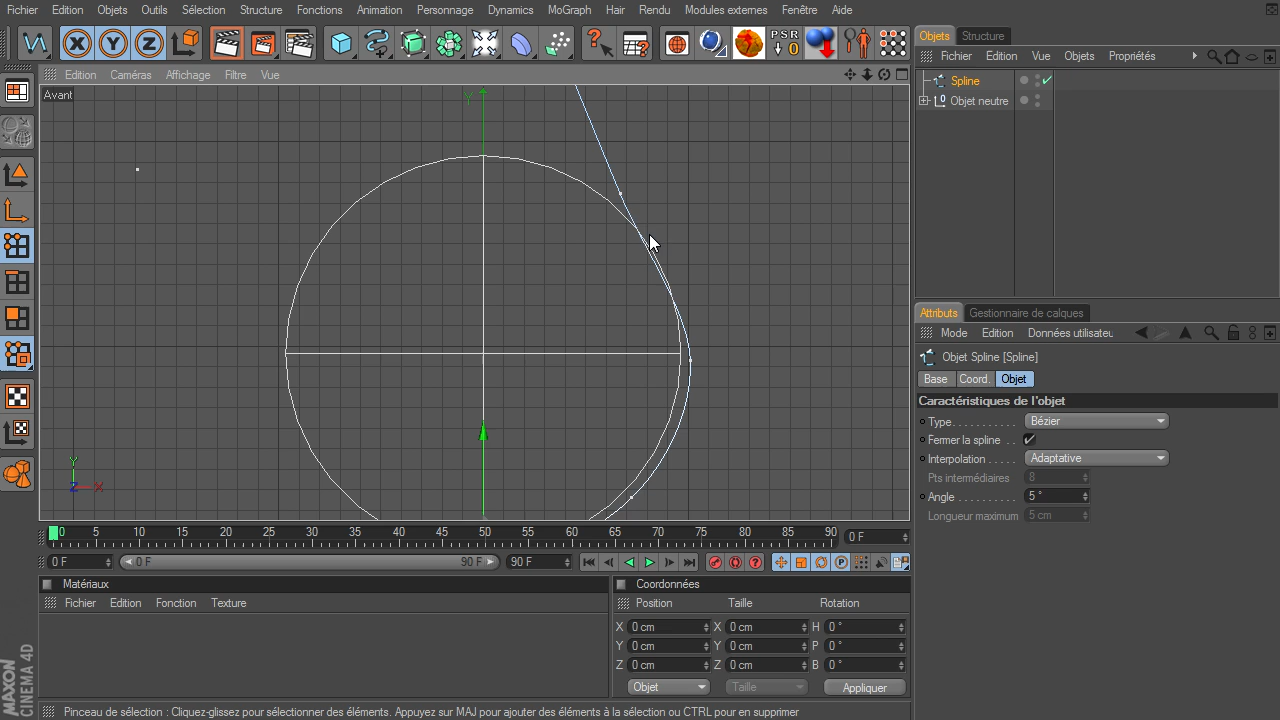 Fichier Edition Objets Outils Sélection Structure Fonctions Animation Personnage Dynamics MoGraph Hair Rendu Modules externes Fenêtre Aide
PSR
0
Objets Structure
Fichier Edition Vue Objets Propriétés
Spline
Objet neutre
Edition Caméras Affichage Filtre Vue
Avant
Y
Y
Z X
Attributs Gestionnaire de calques
Mode Edition Données utilisateu
Objet Spline [Spline]
Base Coord. Objet
Caractéristiques de l'objet
Type . . . . . . . . . . . Bézier
Fermer la spline . .
Interpolation . . . . . Adaptative
Pts intermédiaires 8
Angle . . . . . . . . . . 5 °
Longueur maximum 5 cm
0 5 10 15 20 25 30 35 40 45 50 55 60 65 70 75 80 85 90 0 F
0 F 0 F 90 F 90 F
Matériaux
Fichier Edition Fonction Texture
Coordonnées
Position Taille Rotation
X 0 cm X 0 cm H 0 °
Y 0 cm Y 0 cm P 0 °
Z 0 cm Z 0 cm B 0 °
Objet Taille Appliquer
MAXON
CINEMA 4D
Pinceau de sélection : Cliquez-glissez pour sélectionner des éléments. Appuyez sur MAJ pour ajouter des éléments à la sélection ou CTRL pour en supprimer